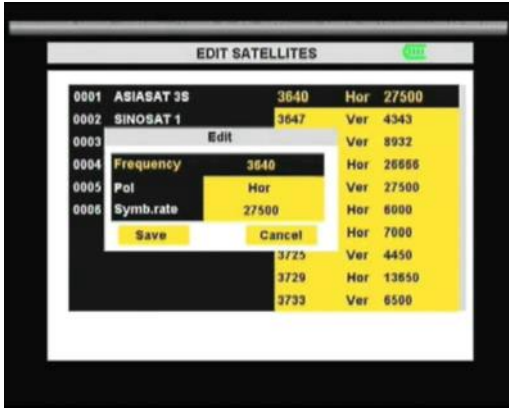 EDIT SATELLITES
0001 ASIASAT 3S 3640 Hor 27500
0002 SINOSAT 1 3647 Ver 4343
0003 Edit Ver 8932
0004 Frequency 3640 Hor 26666
0005 Pol Hor Ver 27500
0006 Symb.rate 27500 Hor 6000
Save Cancel Hor 7000
3725 Ver 4450
3729 Hor 13650
3733 Ver 6500